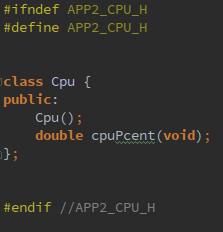 #ifndef APP2_CPU_H
#define APP2_CPU_H
class Cpu {
public:
    Cpu();
    double cpuPcent(void);
};
#endif //APP2_CPU_H